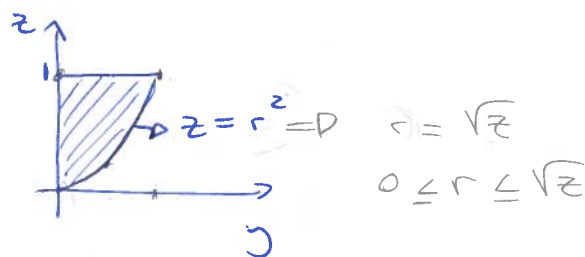 z
1
z = r² => r = √z
0 ≤ r ≤ √z
y